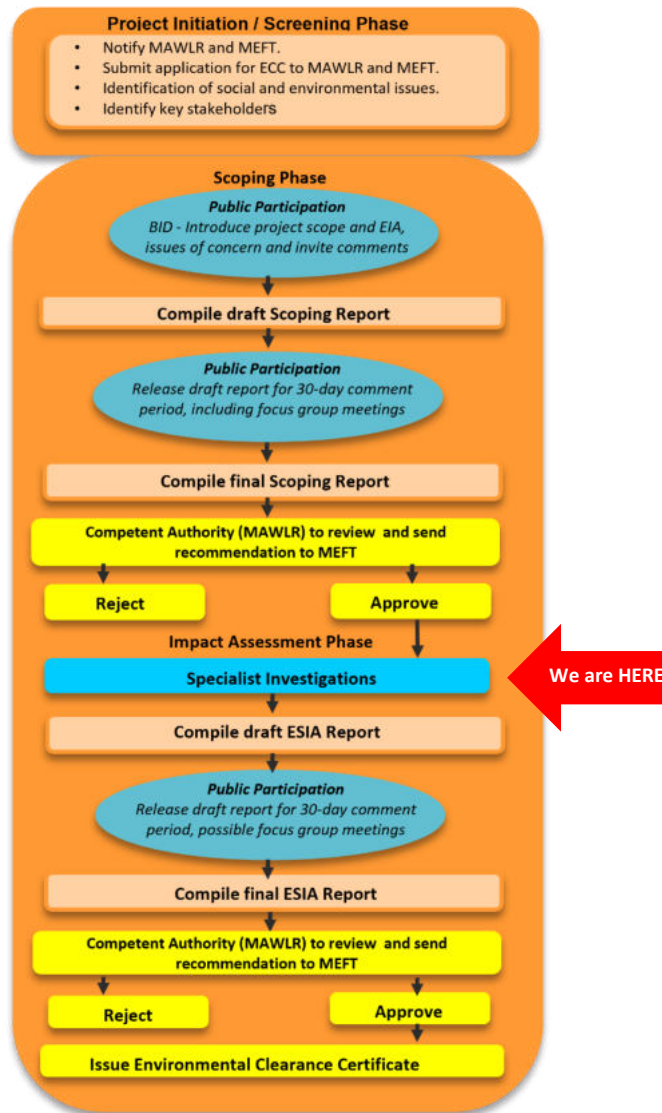 Project Initiation / Screening Phase
• Notify MAWLR and MEFT.
• Submit application for ECC to MAWLR and MEFT.
• Identification of social and environmental issues.
• Identify key stakeholders
Scoping Phase
Public Participation
BID - Introduce project scope and EIA,
issues of concern and invite comments
Compile draft Scoping Report
Public Participation
Release draft report for 30-day comment
period, including focus group meetings
Compile final Scoping Report
Competent Authority (MAWLR) to review and send
recommendation to MEFT
Reject
Approve
Impact Assessment Phase
Specialist Investigations
We are HERE
Compile draft ESIA Report
Public Participation
Release draft report for 30-day comment
period, possible focus group meetings
Compile final ESIA Report
Competent Authority (MAWLR) to review and send
recommendation to MEFT
Reject
Approve
Issue Environmental Clearance Certificate